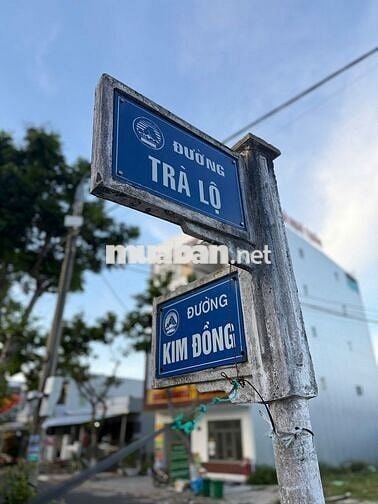 ĐƯỜNG
TRÀ LỘ
muaban.net
ĐƯỜNG
KIM ĐỒNG